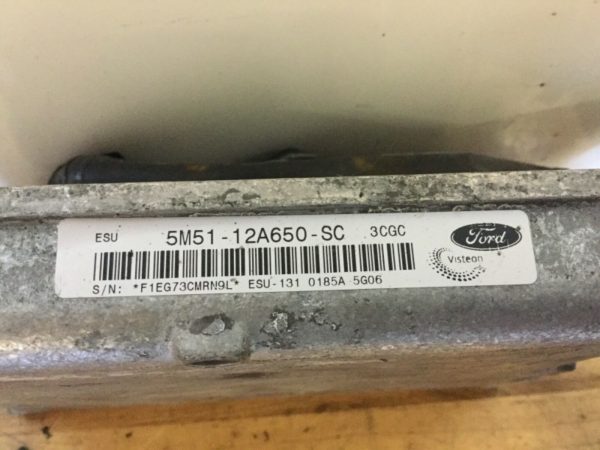 ESU 5M51-12A650-SC 3CGC
Ford
Visteon
S/N: *F1EG73CMRN9L* ESU-131 0185A 5G06